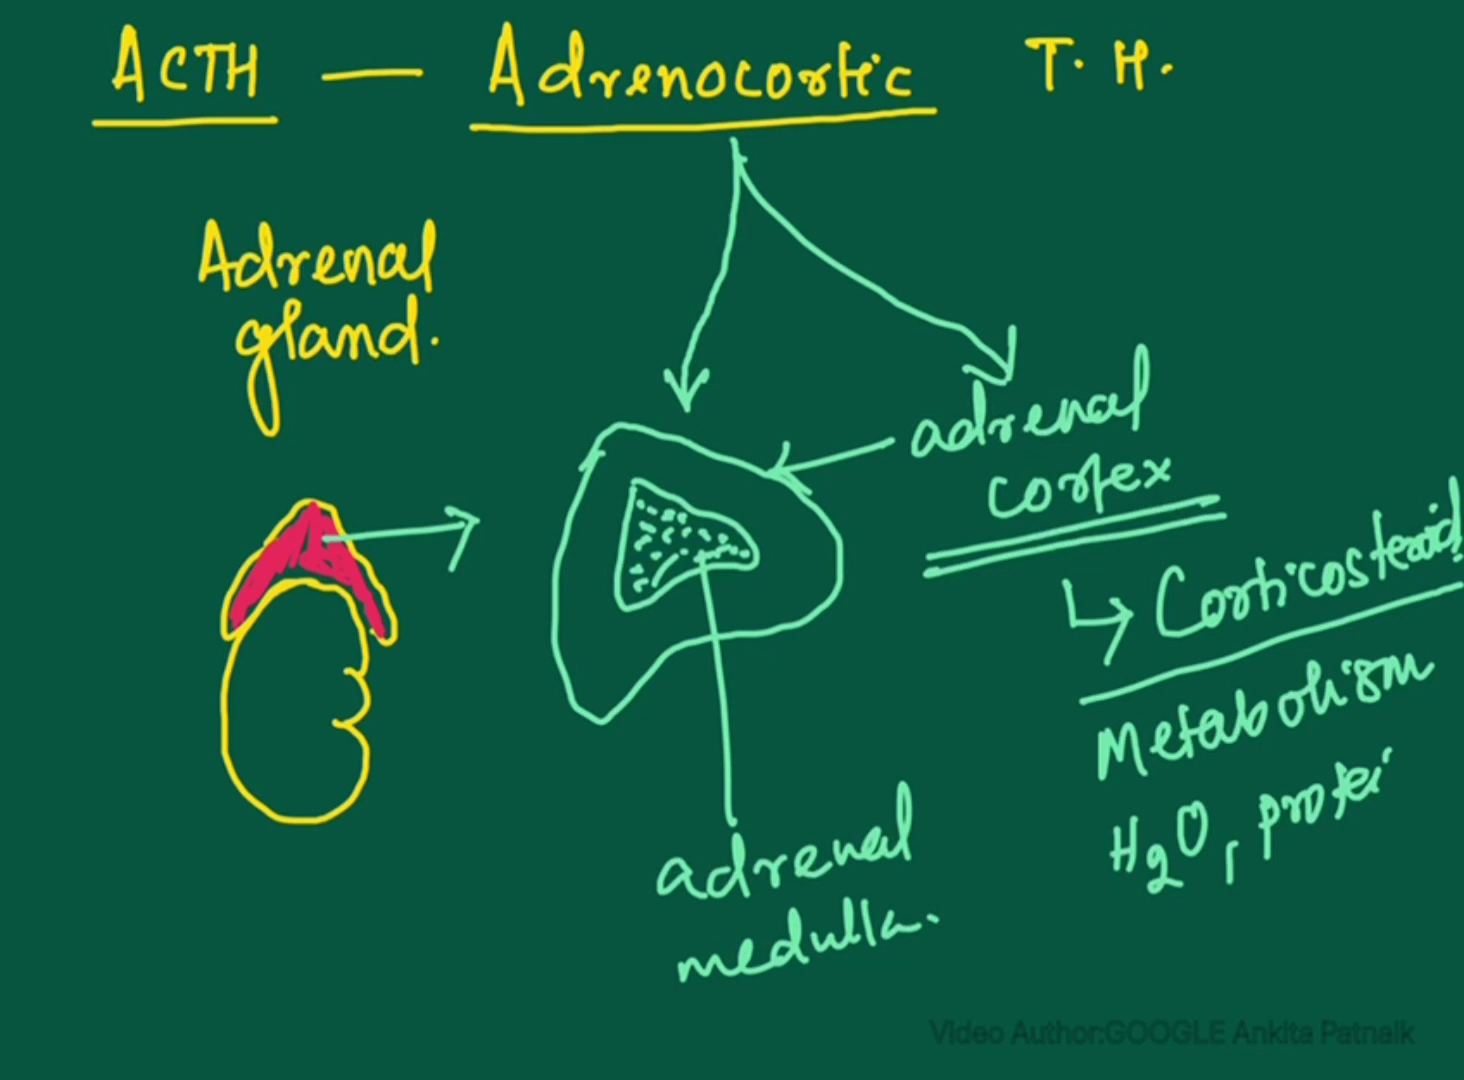 ACTH — Adrenocortic T. H.
Adrenal
gland.
adrenal
cortex
↳ Corticosteroid
Metabolism
H₂O, protei
adrenal
medulla.
Video Author:GOOGLE Ankita Patnaik